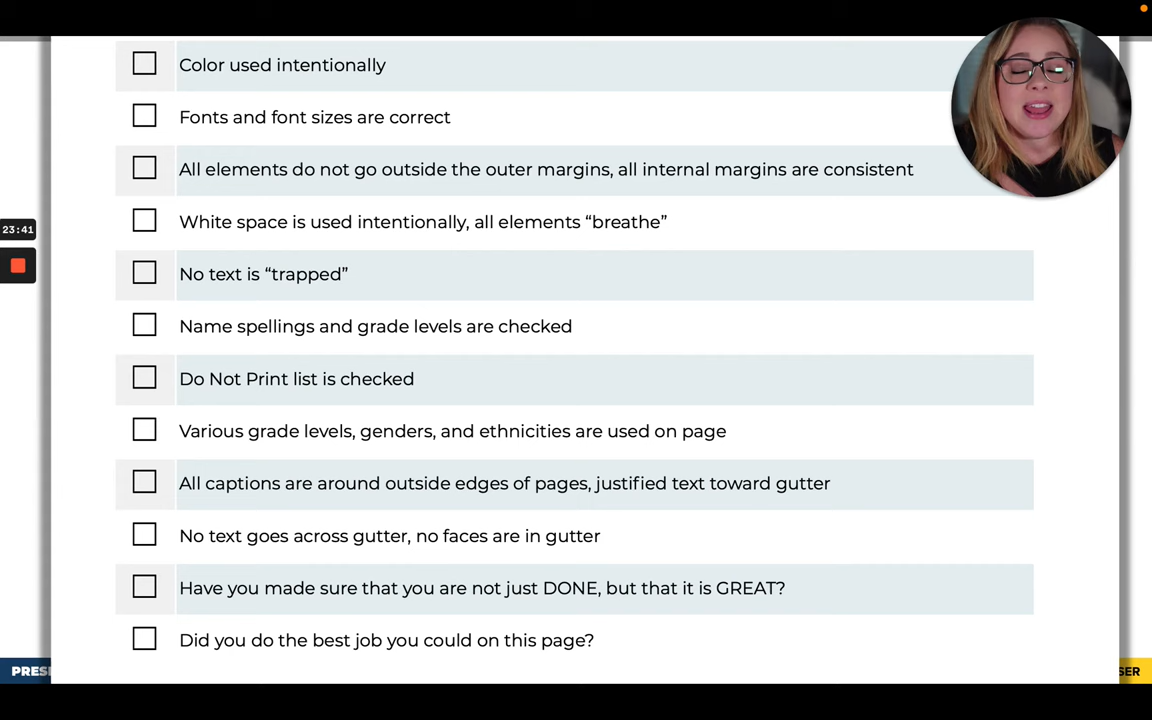 Color used intentionally
Fonts and font sizes are correct
All elements do not go outside the outer margins, all internal margins are consistent
White space is used intentionally, all elements “breathe”
23:41
No text is “trapped”
Name spellings and grade levels are checked
Do Not Print list is checked
Various grade levels, genders, and ethnicities are used on page
All captions are around outside edges of pages, justified text toward gutter
No text goes across gutter, no faces are in gutter
Have you made sure that you are not just DONE, but that it is GREAT?
Did you do the best job you could on this page?